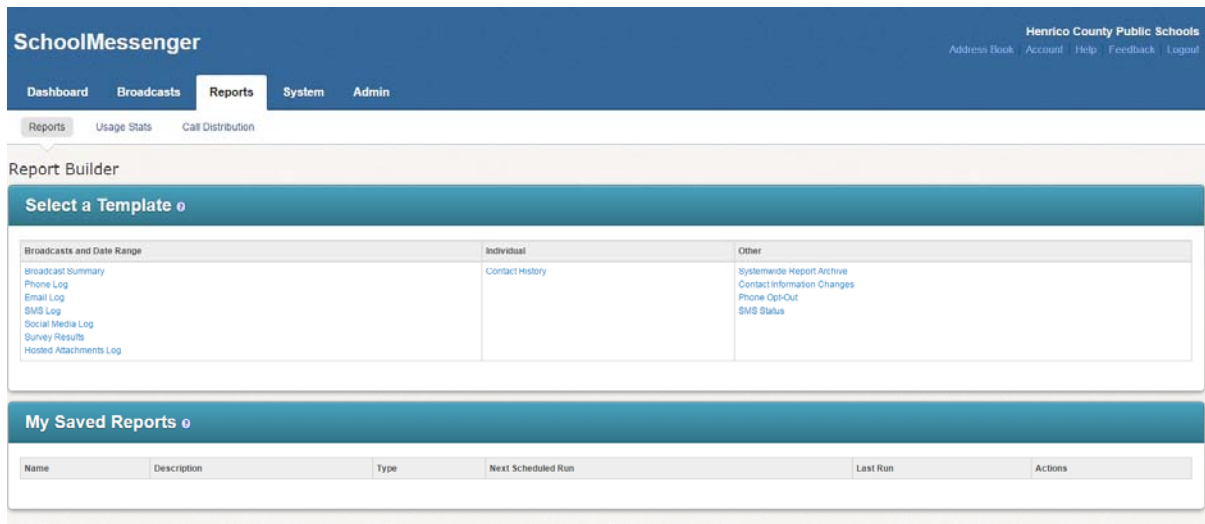 SchoolMessenger
Henrico County Public Schools
Address Book Account Help Feedback Logout
Dashboard Broadcasts Reports System Admin
Reports Usage Stats Call Distribution
Report Builder
Select a Template
Broadcasts and Date Range Individual Other
Broadcast Summary Contact History Systemwide Report Archive
Phone Log Contact Information Changes
Email Log Phone Opt-Out
SMS Log SMS Status
Social Media Log
Survey Results
Hosted Attachments Log
My Saved Reports
Name Description Type Next Scheduled Run Last Run Actions